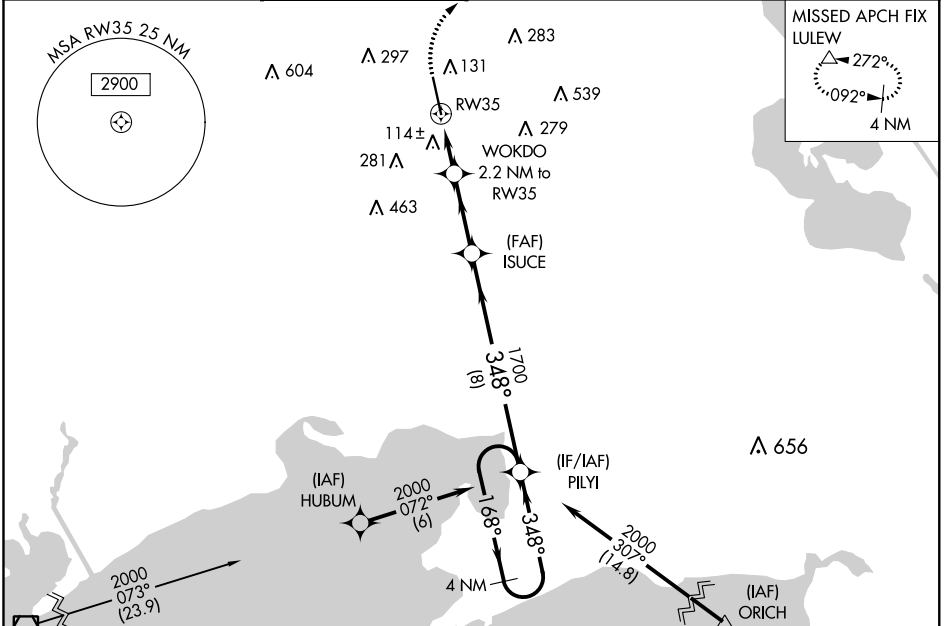 MSA RW35 25 NM
2900
604
297
283
131
539
RW35
114±
279
281
WOKDO
2.2 NM to
RW35
463
MISSED APCH FIX
LULEW
272°
092°
4 NM
(FAF)
ISUCE
1700
348°
(8)
656
(IF/IAF)
PILYI
(IAF)
HUBUM
2000
072°
(6)
168°
348°
4 NM
2000
307°
(14.8)
(IAF)
ORICH
2000
073°
(23.9)